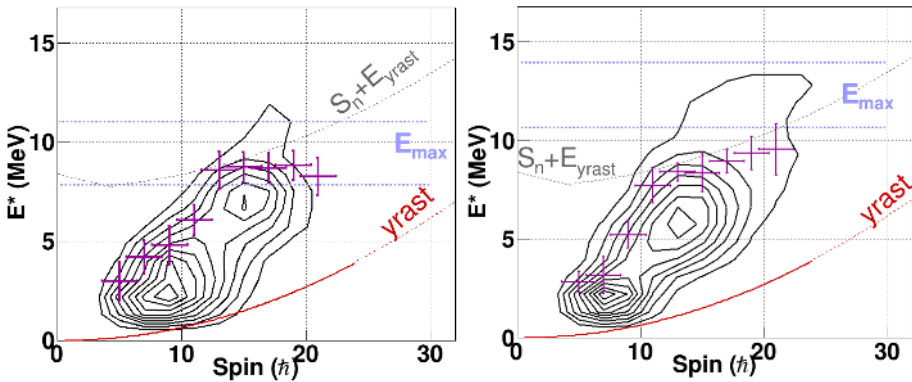 E* (MeV)
15
10
5
0
S_n+E_yrast
E_max
yrast
0
10
20
30
Spin (ℏ)
E* (MeV)
15
10
5
0
S_n+E_yrast
E_max
yrast
0
10
20
30
Spin (ℏ)